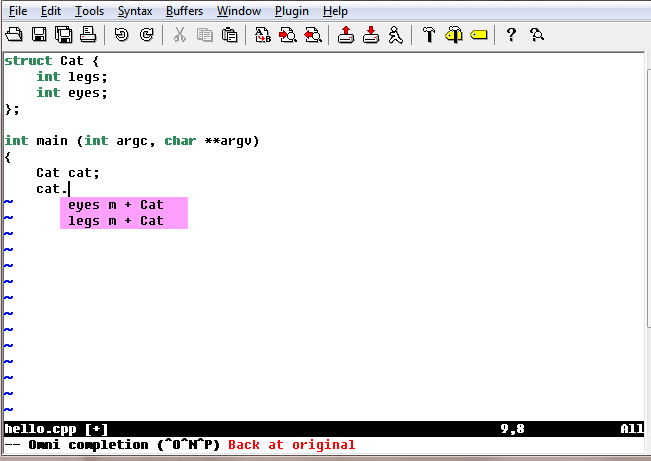 File Edit Tools Syntax Buffers Window Plugin Help
struct Cat {
    int legs;
    int eyes;
};

int main (int argc, char **argv)
{
    Cat cat;
    cat.
~ eyes m + Cat
~ legs m + Cat
~
~
~
~
~
~
~
~
~
~
~
~
hello.cpp [+] 9,8 All
-- Omni completion (^O^N^P) Back at original